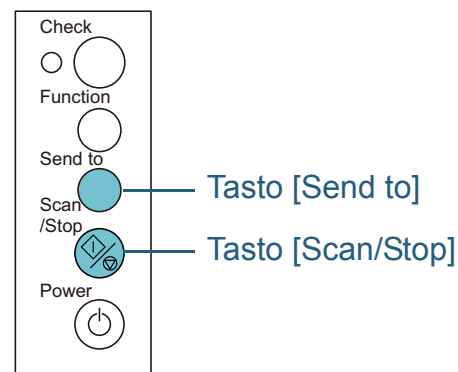 Check
Function
Send to
Tasto [Send to]
Scan
/Stop
Tasto [Scan/Stop]
Power